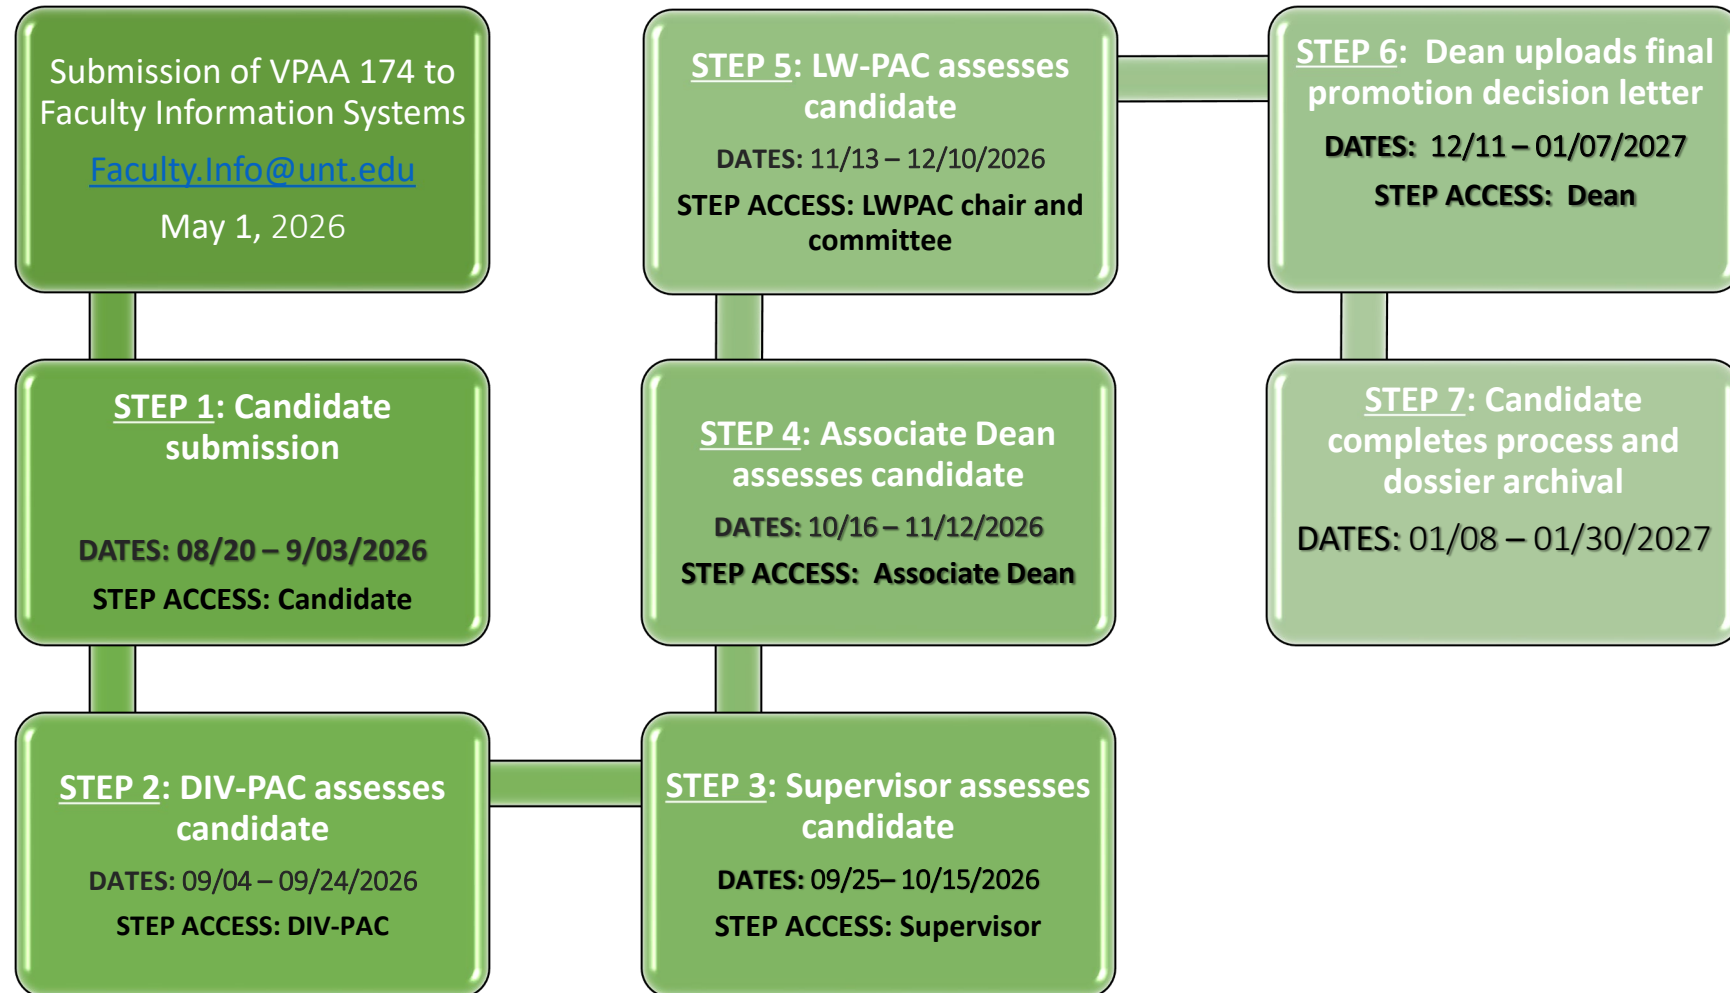 Submission of VPAA 174 to
Faculty Information Systems
Faculty.Info@unt.edu
May 1, 2026
STEP 1: Candidate
submission
DATES: 08/20 – 9/03/2026
STEP ACCESS: Candidate
STEP 2: DIV-PAC assesses
candidate
DATES: 09/04 – 09/24/2026
STEP ACCESS: DIV-PAC
STEP 3: Supervisor assesses
candidate
DATES: 09/25– 10/15/2026
STEP ACCESS: Supervisor
STEP 4: Associate Dean
assesses candidate
DATES: 10/16 – 11/12/2026
STEP ACCESS: Associate Dean
STEP 5: LW-PAC assesses
candidate
DATES: 11/13 – 12/10/2026
STEP ACCESS: LWPAC chair and
committee
STEP 6: Dean uploads final
promotion decision letter
DATES: 12/11 – 01/07/2027
STEP ACCESS: Dean
STEP 7: Candidate
completes process and
dossier archival
DATES: 01/08 – 01/30/2027